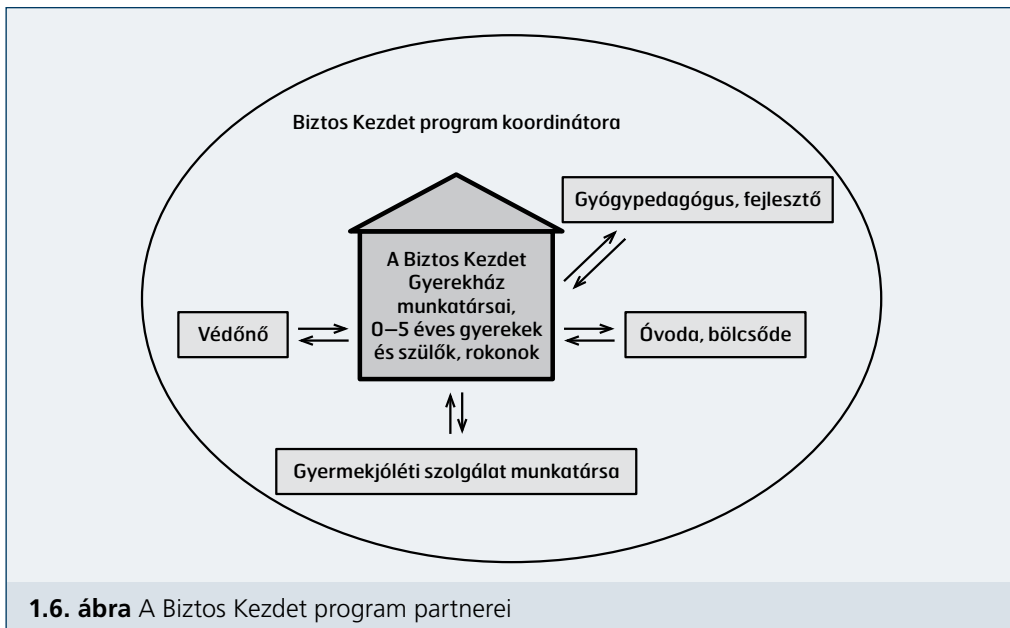 Biztos Kezdet program koordinátora
Gyógypedagógus, fejlesztő
A Biztos Kezdet
Gyerekház
munkatársai,
0–5 éves gyerekek
és szülők, rokonok
Védőnő
Óvoda, bölcsőde
Gyermekjóléti szolgálat munkatársa
1.6. ábra A Biztos Kezdet program partnerei